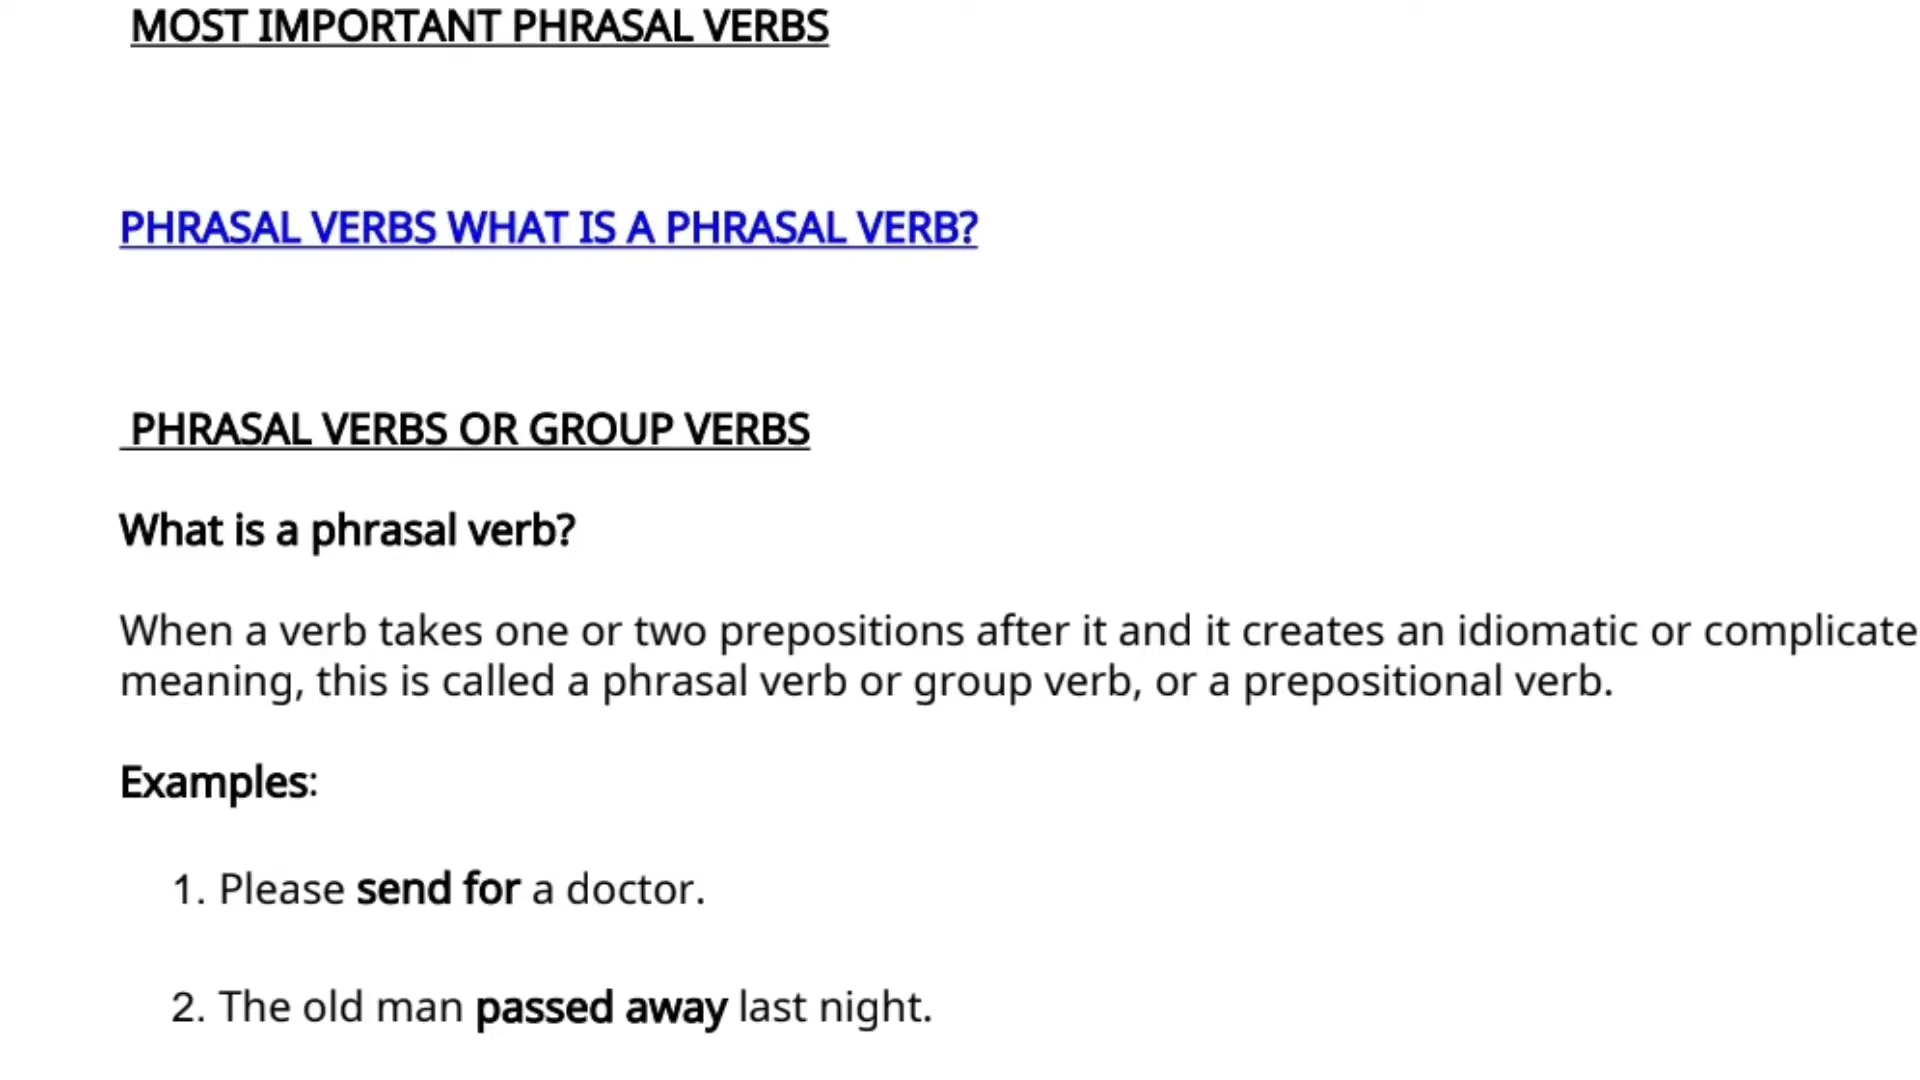 MOST IMPORTANT PHRASAL VERBS
PHRASAL VERBS WHAT IS A PHRASAL VERB?
PHRASAL VERBS OR GROUP VERBS
What is a phrasal verb?
When a verb takes one or two prepositions after it and it creates an idiomatic or complicate
meaning, this is called a phrasal verb or group verb, or a prepositional verb.
Examples:
1. Please send for a doctor.
2. The old man passed away last night.